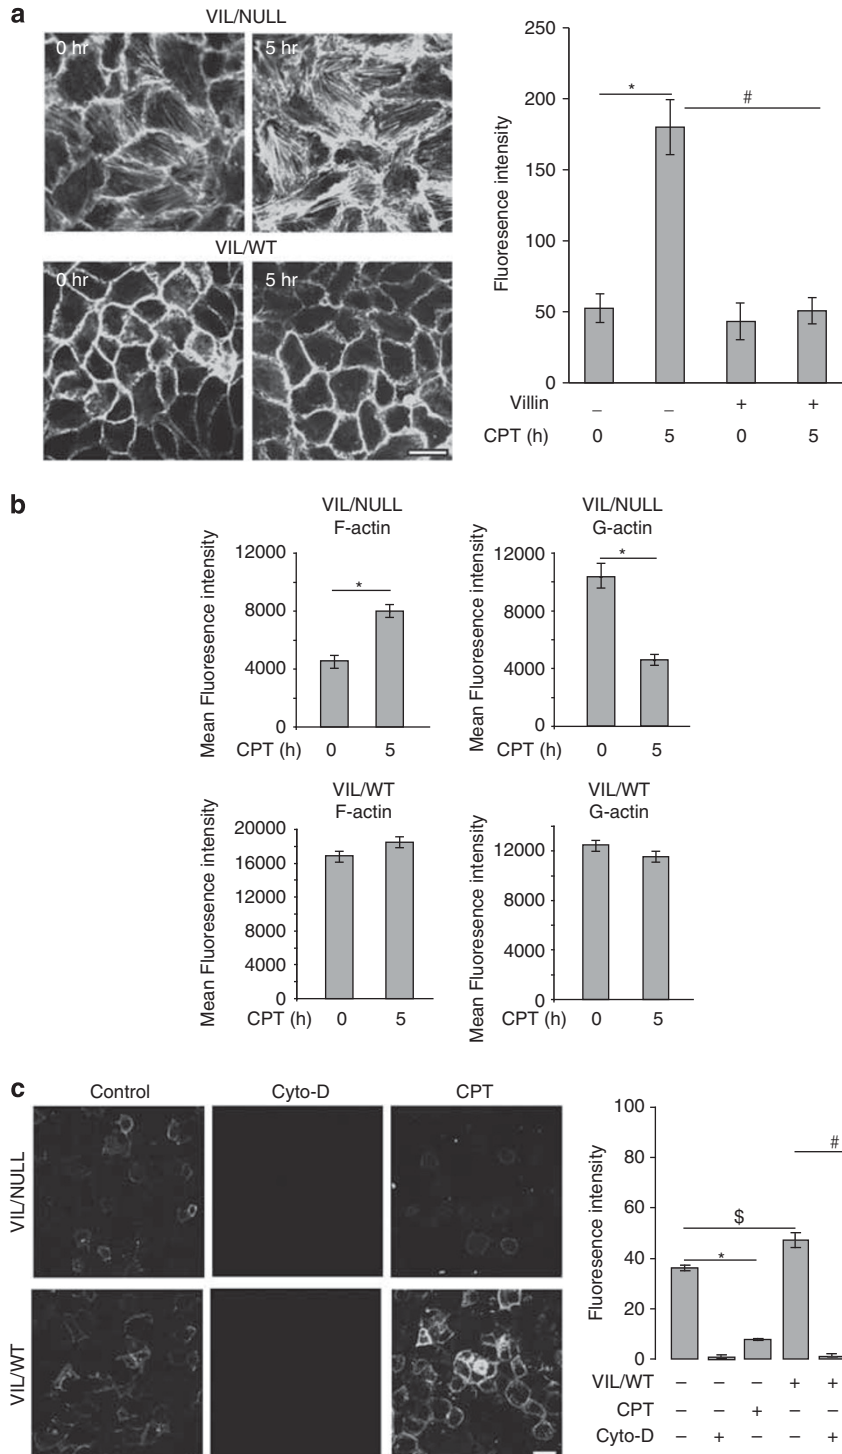 a
VIL/NULL
0 hr
5 hr
VIL/WT
0 hr
5 hr
Fluoresence intensity
250
200
150
100
50
0
*
#
Villin − − + +
CPT (h) 0 5 0 5
b
VIL/NULL
F-actin
Mean Fluoresence intensity
12000
8000
4000
0
*
CPT (h) 0 5
VIL/NULL
G-actin
Mean Fluoresence intensity
12000
8000
4000
0
*
CPT (h) 0 5
VIL/WT
F-actin
Mean Fluoresence intensity
20000
16000
12000
8000
4000
0
CPT (h) 0 5
VIL/WT
G-actin
Mean Fluoresence intensity
12000
8000
4000
0
CPT (h) 0 5
c
Control Cyto-D CPT
VIL/NULL
VIL/WT
Fluoresence intensity
100
80
60
40
20
0
#
$
*
VIL/WT − − − + +
CPT − − + − −
Cyto-D − + − − +